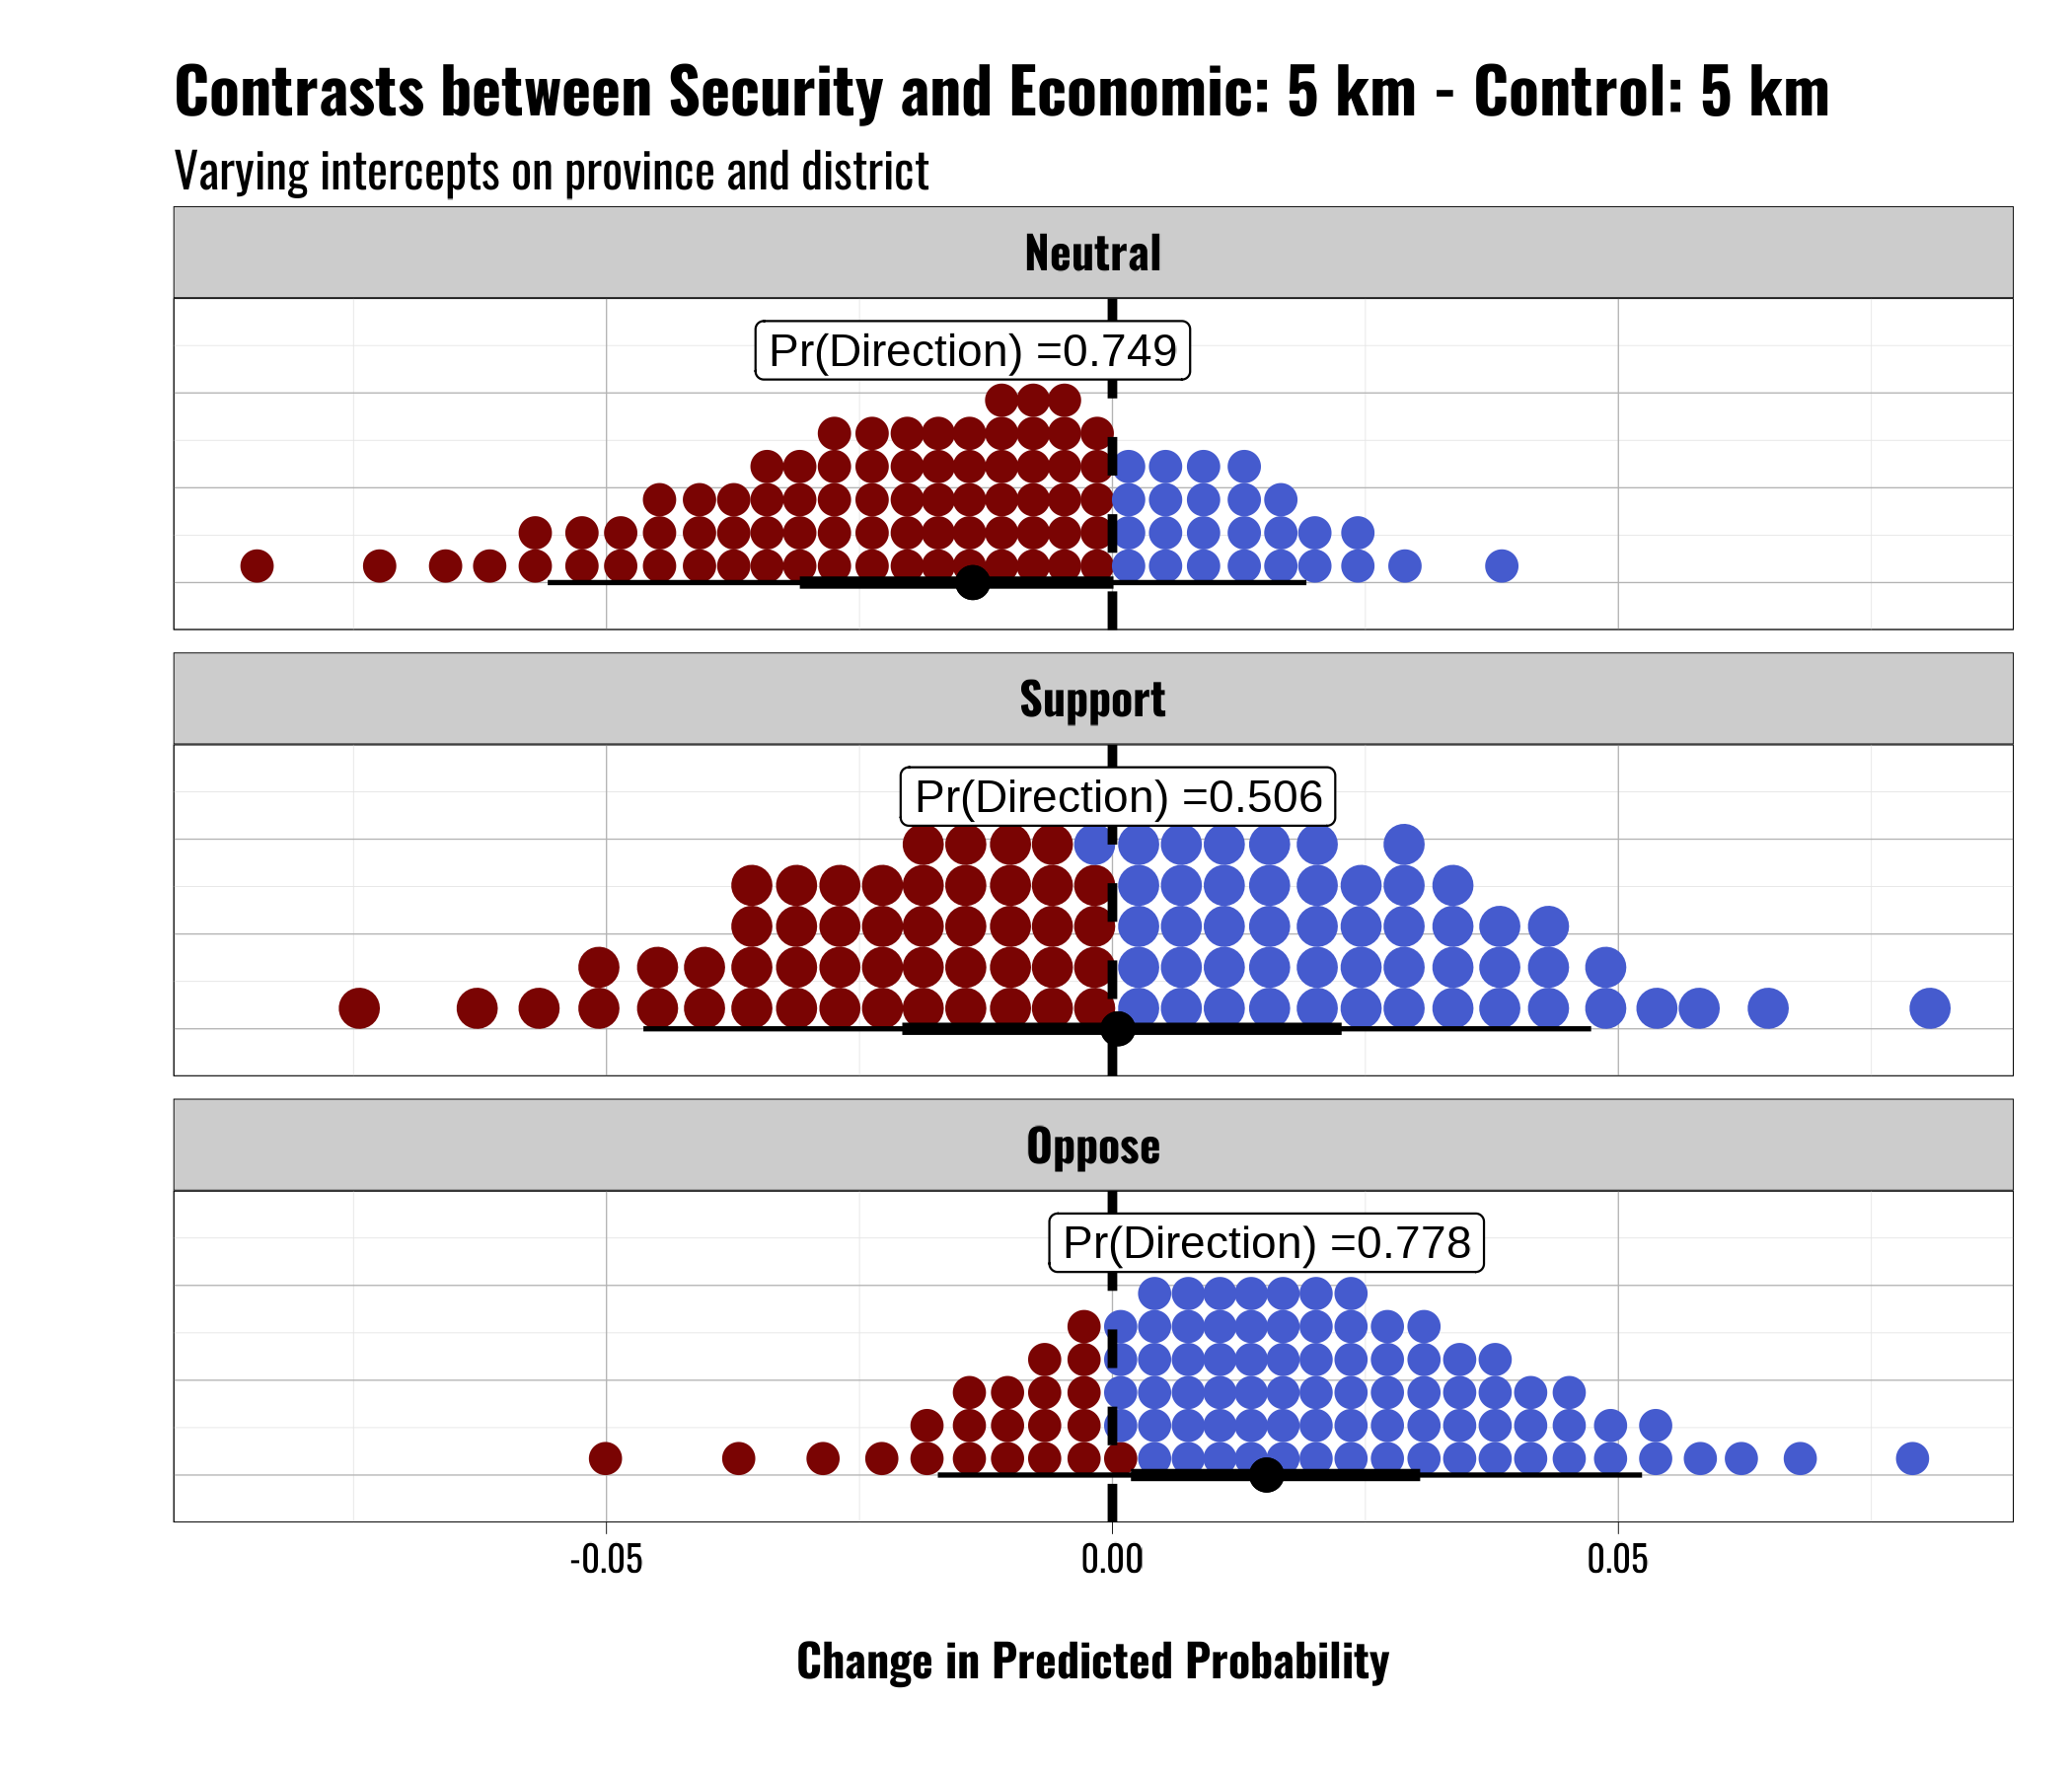 Contrasts between Security and Economic: 5 km - Control: 5 km
Varying intercepts on province and district
Neutral
Pr(Direction) =0.749
Support
Pr(Direction) =0.506
Oppose
Pr(Direction) =0.778
-0.05 0.00 0.05
Change in Predicted Probability